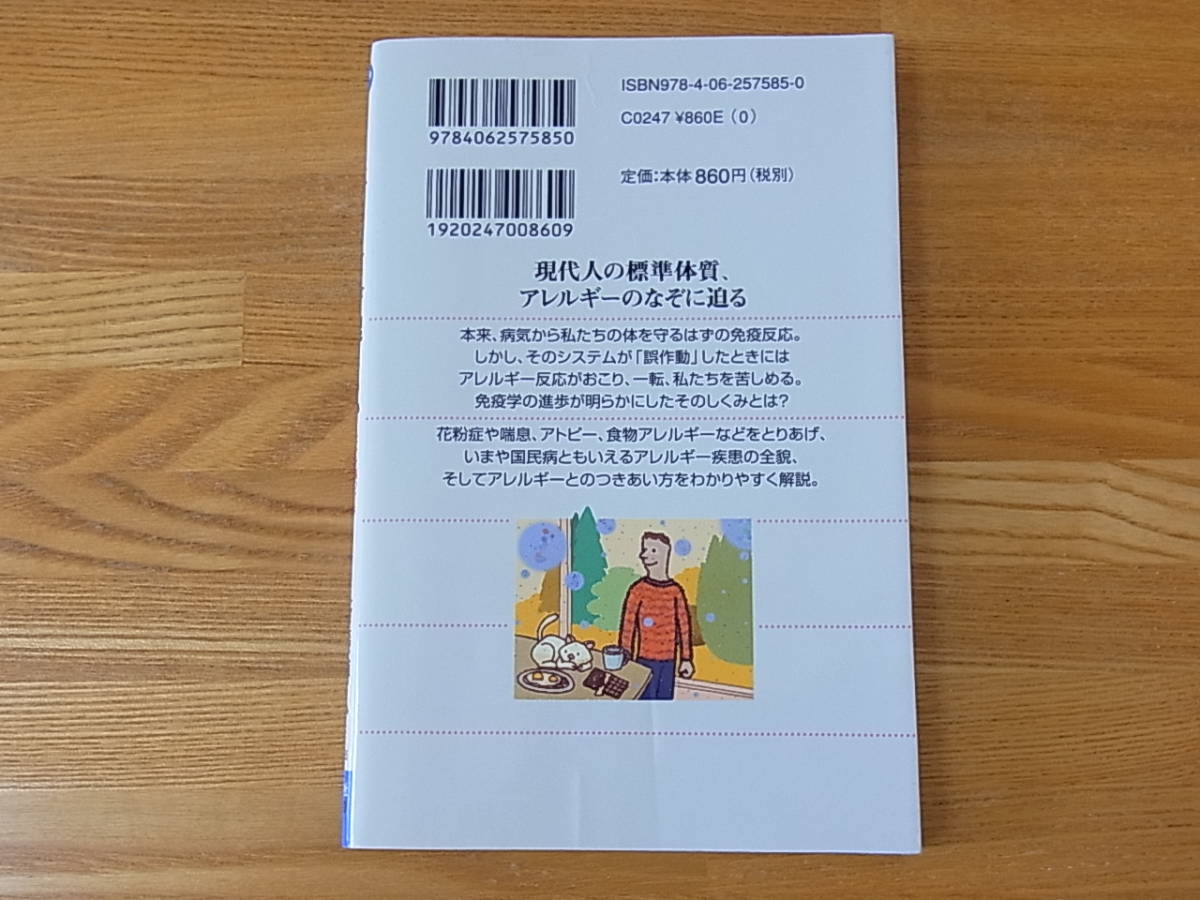 ISBN978-4-06-257585-0
C0247 ¥860E (0)
9784062575850
定価:本体860円(税別)
1920247008609
現代人の標準体質、
アレルギーのなぞに迫る
本来、病気から私たちの体を守るはずの免疫反応。
しかし、そのシステムが「誤作動」したときには
アレルギー反応がおこり、一転、私たちを苦しめる。
免疫学の進歩が明らかにしたそのしくみとは?
花粉症や喘息、アトピー、食物アレルギーなどをとりあげ、
いまや国民病ともいえるアレルギー疾患の全貌、
そしてアレルギーとのつきあい方をわかりやすく解説。